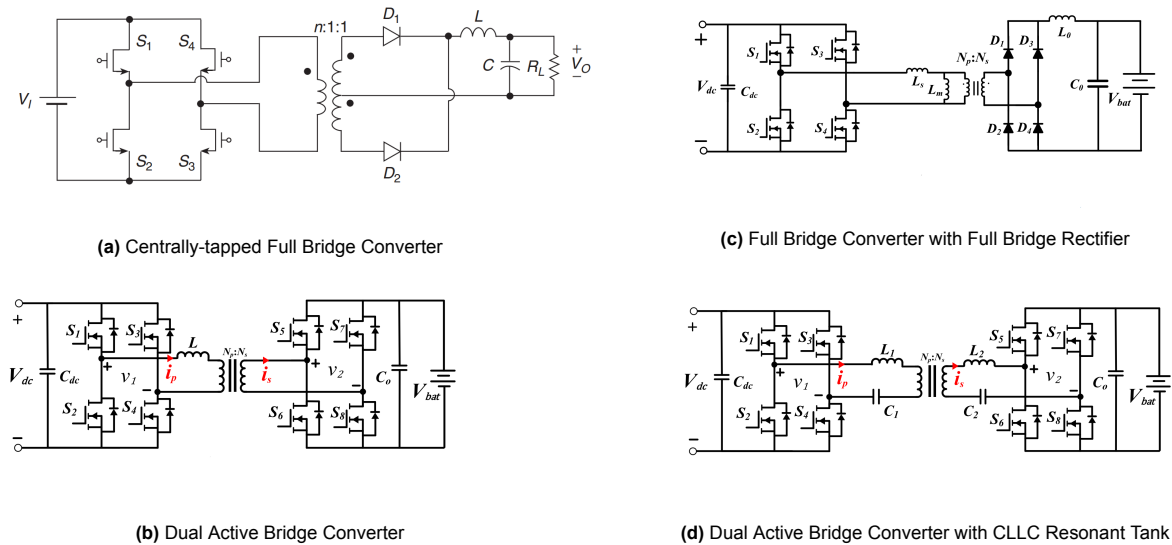 n:1:1
D1
L
S1
S4
VI
C
RL
+
VO
−
S2
S3
D2
(a) Centrally-tapped Full Bridge Converter
+
Vdc
Cdc
−
S1
S3
S2
S4
Ls
Lm
Np:Ns
D1
D3
D2
D4
L0
C0
Vbat
(c) Full Bridge Converter with Full Bridge Rectifier
+
Vdc
Cdc
−
S1
S3
S2
S4
+
v1
−
L
ip
Np:Ns
is
S5
S7
+
v2
−
S6
S8
Co
Vbat
(b) Dual Active Bridge Converter
+
Vdc
Cdc
−
S1
S3
S2
S4
+
v1
−
L1
ip
C1
Np:Ns
L2
is
C2
S5
S7
+
v2
−
S6
S8
Co
Vbat
(d) Dual Active Bridge Converter with CLLC Resonant Tank